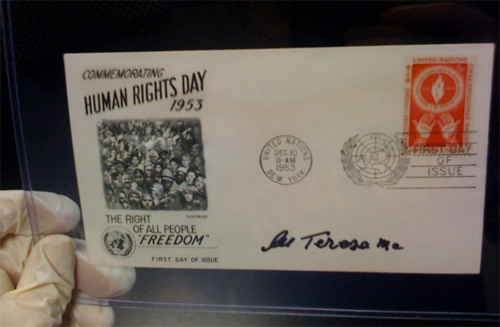 COMMEMORATING
HUMAN RIGHTS DAY
1953
FLEETWOOD
THE RIGHT
OF ALL PEOPLE
"FREEDOM"
FIRST DAY OF ISSUE
UNITED NATIONS
DEC 10
9-AM
1953
NEW YORK
UNITED NATIONS
FIRST DAY
OF
ISSUE
Teresa mc